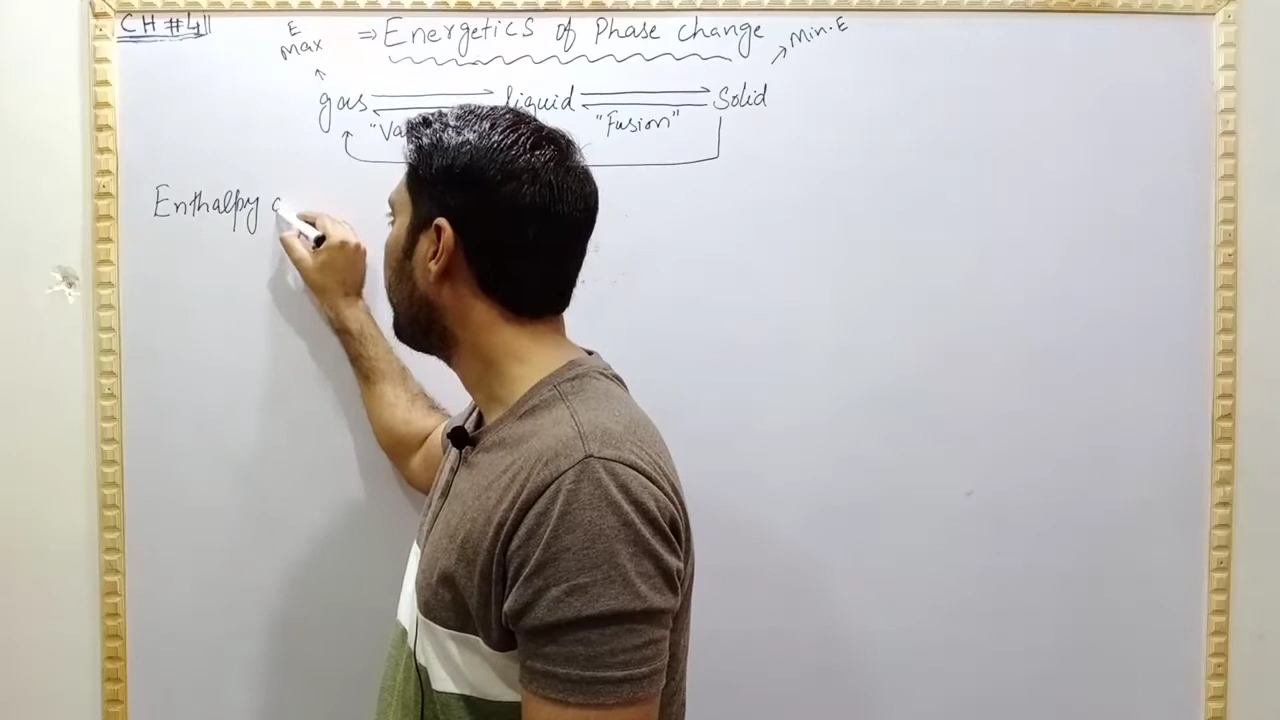 CH #4
⇒ Energetics of Phase change
E
max
Min. E
gas liquid Solid
"Fusion"
Enthalpy